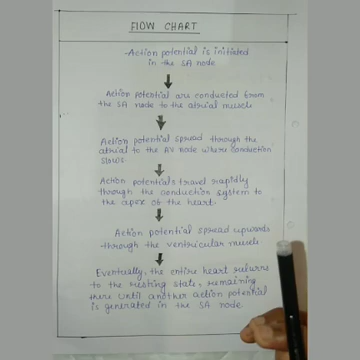 FLOW CHART
Action potential is initiated
in the SA node
Action potential are conducted from
the SA node to the atrial muscle
Action potential spread through the
atrial to the AV node where conduction
slows.
Action potentials travel rapidly
through the conduction system to
the apex of the heart.
Action potential spread upwards
through the ventricular muscle
Eventually, the entire heart returns
to the resting state, remaining
there until another action potential
is generated in the SA node